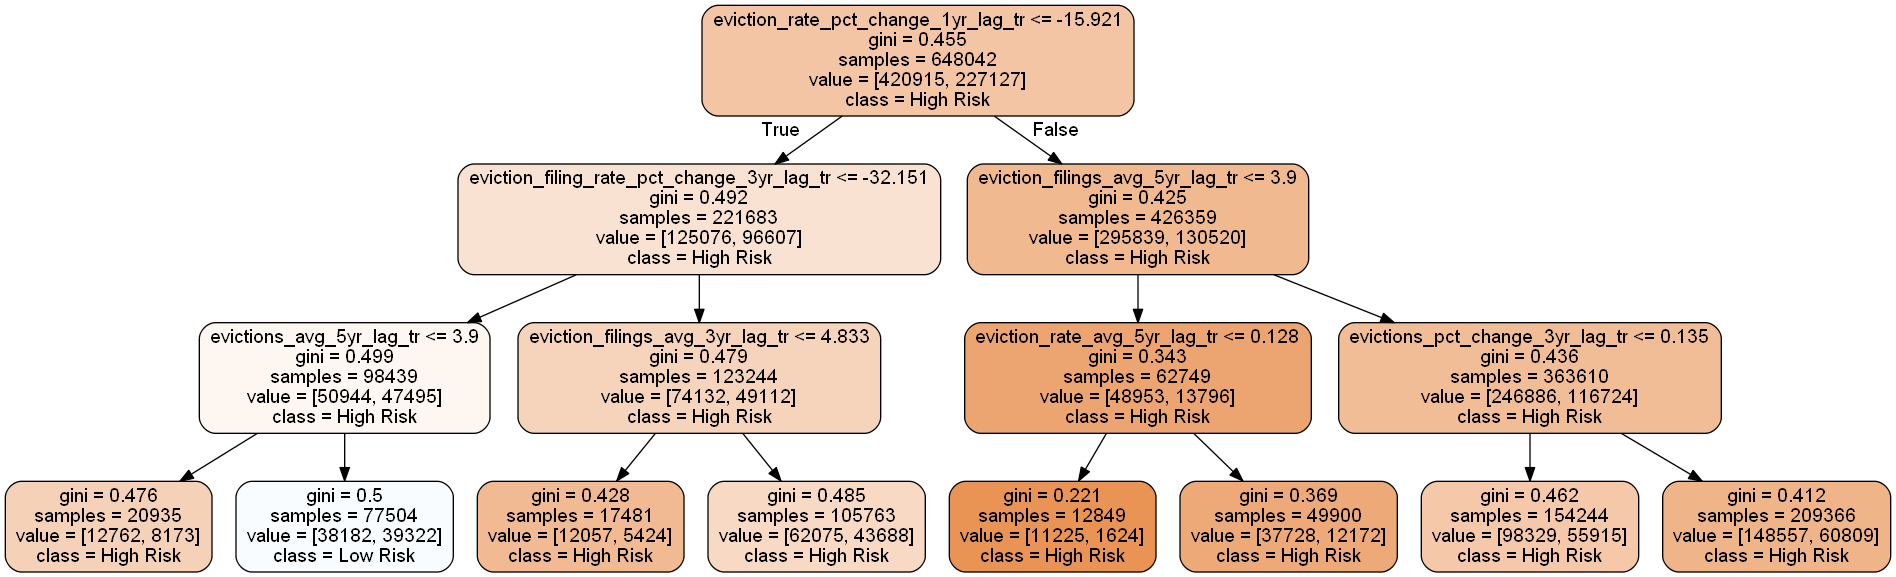 eviction_rate_pct_change_1yr_lag_tr <= -15.921
gini = 0.455
samples = 648042
value = [420915, 227127]
class = High Risk
True
False
eviction_filing_rate_pct_change_3yr_lag_tr <= -32.151
gini = 0.492
samples = 221683
value = [125076, 96607]
class = High Risk
eviction_filings_avg_5yr_lag_tr <= 3.9
gini = 0.425
samples = 426359
value = [295839, 130520]
class = High Risk
evictions_avg_5yr_lag_tr <= 3.9
gini = 0.499
samples = 98439
value = [50944, 47495]
class = High Risk
eviction_filings_avg_3yr_lag_tr <= 4.833
gini = 0.479
samples = 123244
value = [74132, 49112]
class = High Risk
eviction_rate_avg_5yr_lag_tr <= 0.128
gini = 0.343
samples = 62749
value = [48953, 13796]
class = High Risk
evictions_pct_change_3yr_lag_tr <= 0.135
gini = 0.436
samples = 363610
value = [246886, 116724]
class = High Risk
gini = 0.476
samples = 20935
value = [12762, 8173]
class = High Risk
gini = 0.5
samples = 77504
value = [38182, 39322]
class = Low Risk
gini = 0.428
samples = 17481
value = [12057, 5424]
class = High Risk
gini = 0.485
samples = 105763
value = [62075, 43688]
class = High Risk
gini = 0.221
samples = 12849
value = [11225, 1624]
class = High Risk
gini = 0.369
samples = 49900
value = [37728, 12172]
class = High Risk
gini = 0.462
samples = 154244
value = [98329, 55915]
class = High Risk
gini = 0.412
samples = 209366
value = [148557, 60809]
class = High Risk